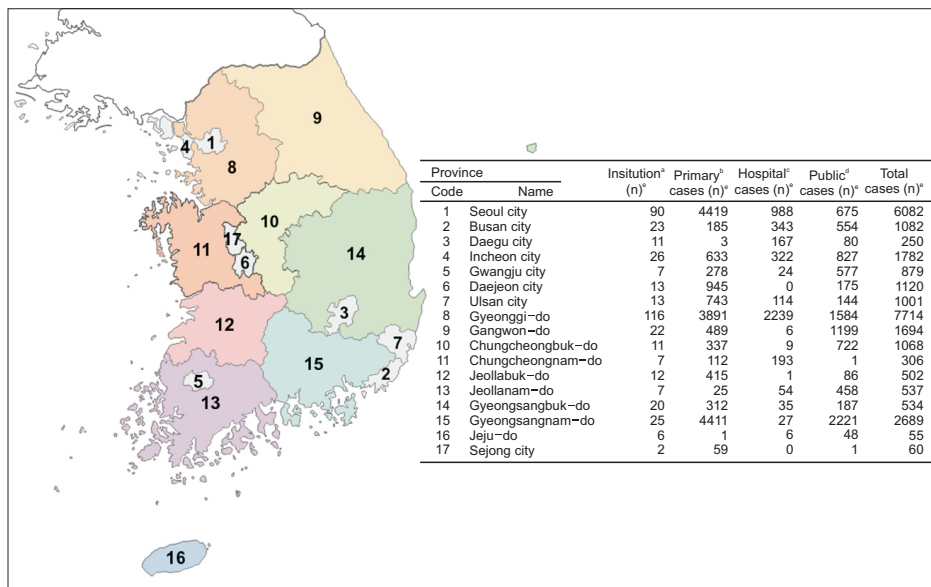 9
1
4
8
10
17
11
6
14
3
12
7
15
2
5
13
16
Province Insitutionᵃ Primaryᵇ Hospitalᶜ Publicᵈ Total
Code Name (n)ᵉ cases (n)ᵉ cases (n)ᵉ cases (n)ᵉ cases (n)ᵉ
1 Seoul city 90 4419 988 675 6082
2 Busan city 23 185 343 554 1082
3 Daegu city 11 3 167 80 250
4 Incheon city 26 633 322 827 1782
5 Gwangju city 7 278 24 577 879
6 Daejeon city 13 945 0 175 1120
7 Ulsan city 13 743 114 144 1001
8 Gyeonggi-do 116 3891 2239 1584 7714
9 Gangwon-do 22 489 6 1199 1694
10 Chungcheongbuk-do 11 337 9 722 1068
11 Chungcheongnam-do 7 112 193 1 306
12 Jeollabuk-do 12 415 1 86 502
13 Jeollanam-do 7 25 54 458 537
14 Gyeongsangbuk-do 20 312 35 187 534
15 Gyeongsangnam-do 25 4411 27 2221 2689
16 Jeju-do 6 1 6 48 55
17 Sejong city 2 59 0 1 60